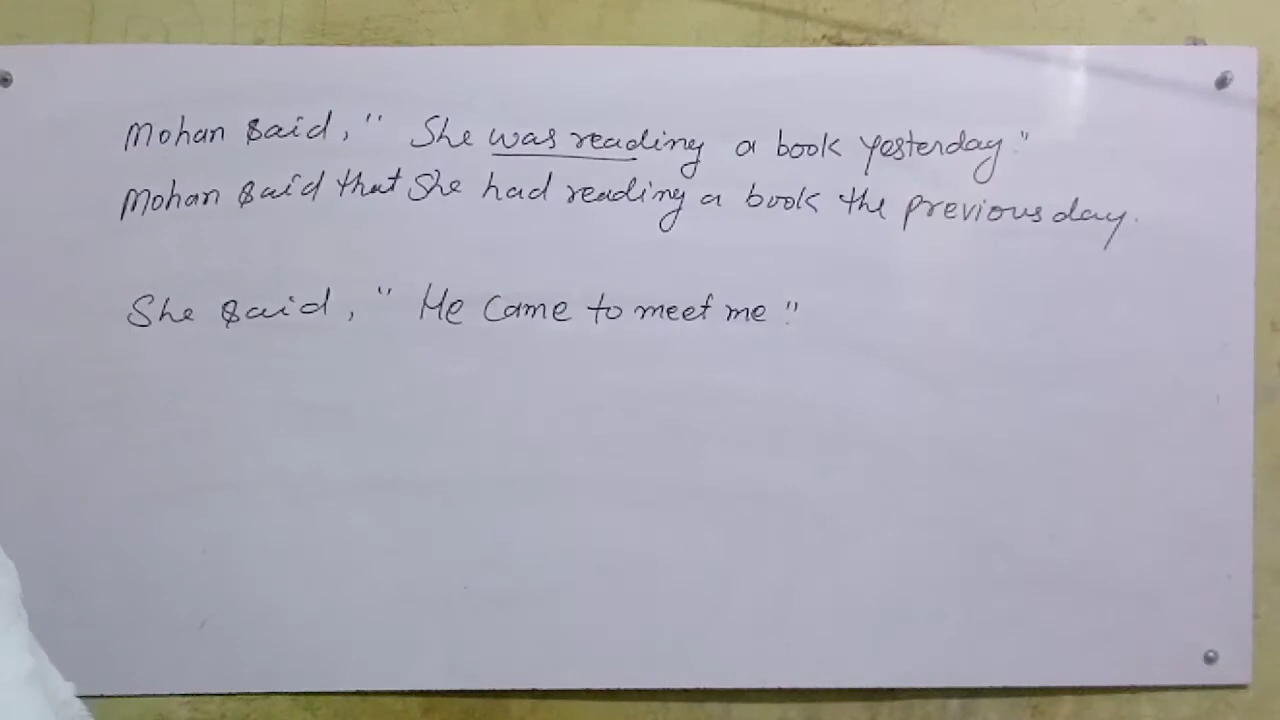 Mohan said, " She was reading a book yesterday."
Mohan said that She had reading a book the previous day.
She said, " He came to meet me "